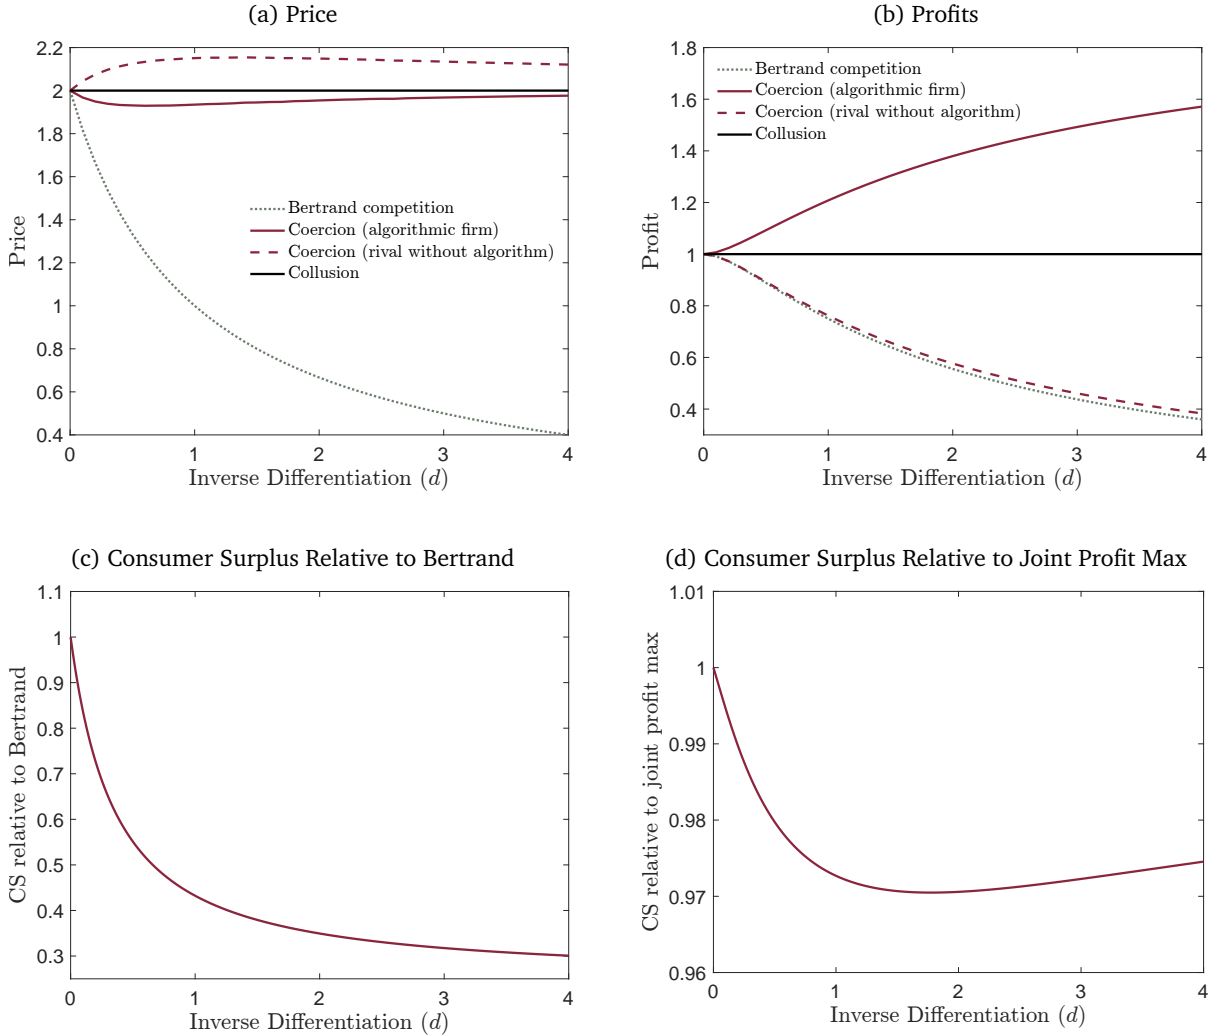 (a) Price
2.2
2
1.8
1.6
1.4
1.2
1
0.8
0.6
0.4
Price
Bertrand competition
Coercion (algorithmic firm)
Coercion (rival without algorithm)
Collusion
0 1 2 3 4
Inverse Differentiation (d)
(b) Profits
1.8
1.6
1.4
1.2
1
0.8
0.6
0.4
Profit
Bertrand competition
Coercion (algorithmic firm)
Coercion (rival without algorithm)
Collusion
0 1 2 3 4
Inverse Differentiation (d)
(c) Consumer Surplus Relative to Bertrand
1.1
1
0.9
0.8
0.7
0.6
0.5
0.4
0.3
CS relative to Bertrand
0 1 2 3 4
Inverse Differentiation (d)
(d) Consumer Surplus Relative to Joint Profit Max
1.01
1
0.99
0.98
0.97
0.96
CS relative to joint profit max
0 1 2 3 4
Inverse Differentiation (d)